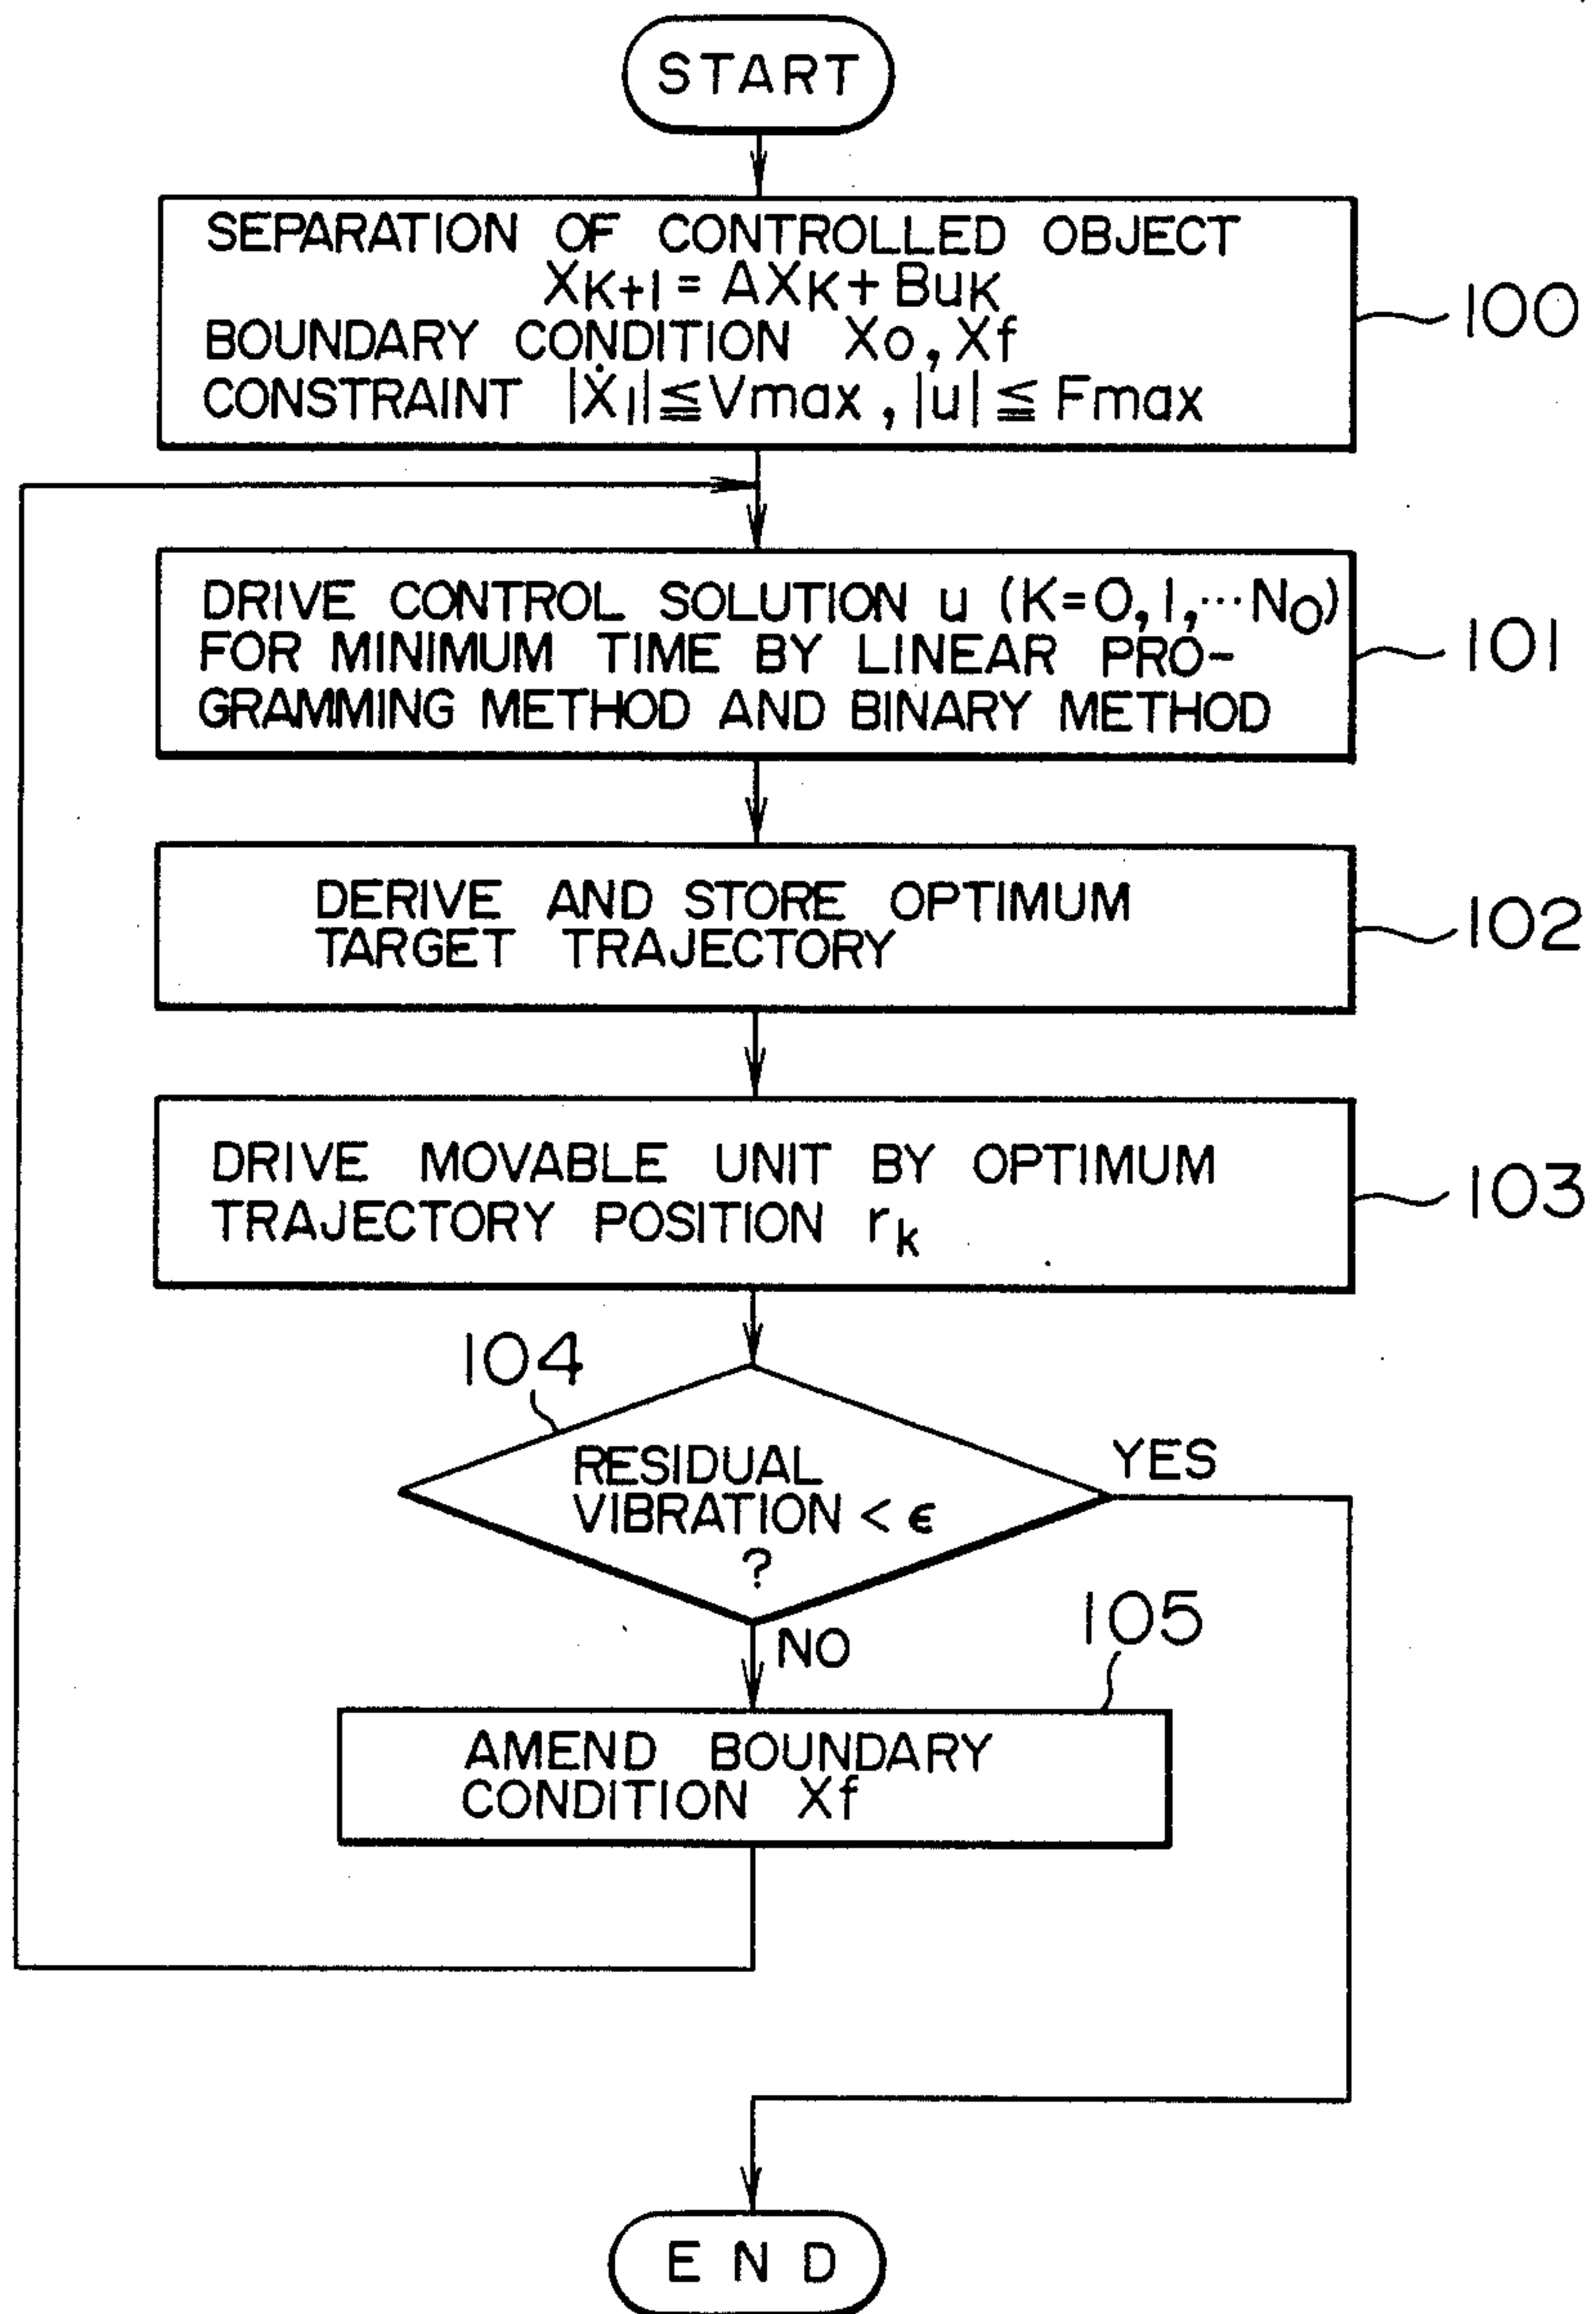 START
SEPARATION OF CONTROLLED OBJECT
XK+1 = AXK + BuK
BOUNDARY CONDITION Xo, Xf
CONSTRAINT |Ẋ1| ≦ Vmax, |u| ≦ Fmax
100
DRIVE CONTROL SOLUTION u (K=0,1,···N0)
FOR MINIMUM TIME BY LINEAR PRO-
GRAMMING METHOD AND BINARY METHOD
101
DERIVE AND STORE OPTIMUM
TARGET TRAJECTORY
102
DRIVE MOVABLE UNIT BY OPTIMUM
TRAJECTORY POSITION rk
103
104
RESIDUAL
VIBRATION < ϵ
?
YES
NO
105
AMEND BOUNDARY
CONDITION Xf
END